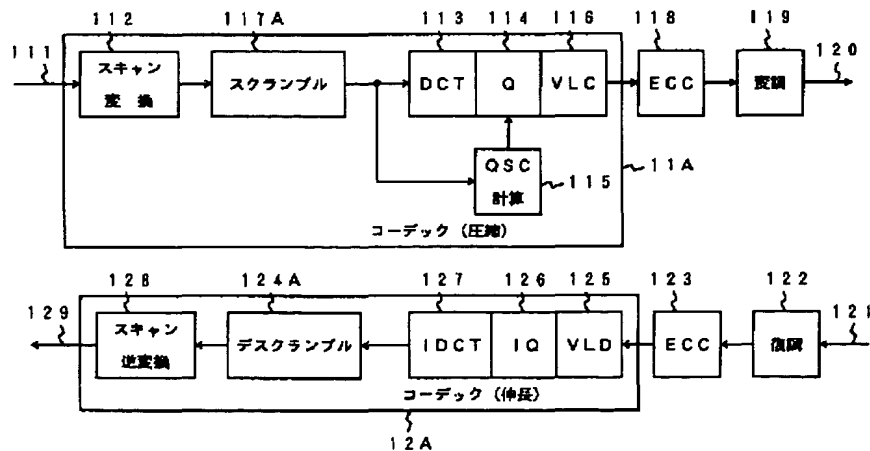 112 117A 113 114 116 118 119
111 120
スキャン
変換
スクランブル
DCT Q VLC
ECC
変調
QSC
計算
115
11A
コーデック（圧縮）
128 124A 127 126 125 123 122
129 121
スキャン
逆変換
デスクランブル
IDCT IQ VLD
ECC
復調
コーデック（伸長）
12A